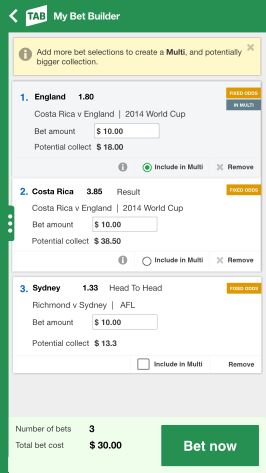 TAB My Bet Builder
Add more bet selections to create a Multi, and potentially
bigger collection.
1. England 1.80 FIXED ODDS
IN MULTI
Costa Rica v England | 2014 World Cup
Bet amount $ 10.00
Potential collect $ 18.00
Include in Multi Remove
2. Costa Rica 3.85 Result FIXED ODDS
Costa Rica v England | 2014 World Cup
Bet amount $ 10.00
Potential collect $ 38.50
Include in Multi Remove
3. Sydney 1.33 Head To Head FIXED ODDS
Richmond v Sydney | AFL
Bet amount $ 10.00
Potential collect $ 13.3
Include in Multi Remove
Number of bets 3
Total bet cost $ 30.00
Bet now